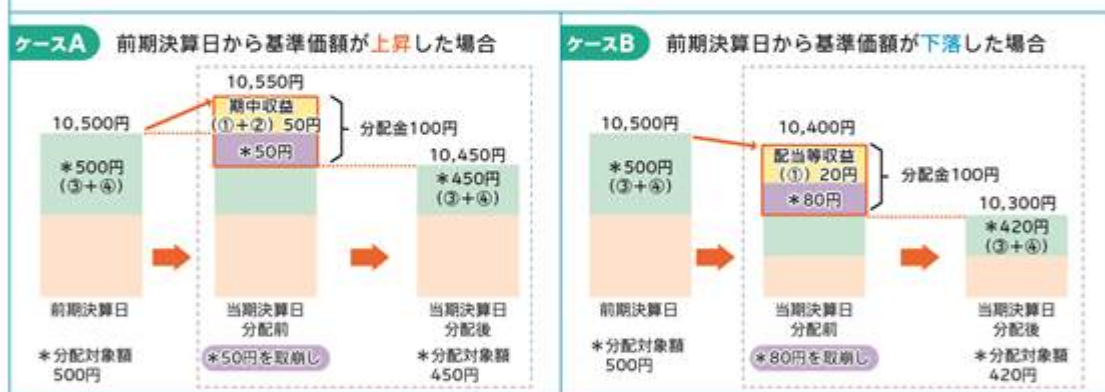 ケースA 前期決算日から基準価額が上昇した場合
10,550円
期中収益
(①+②) 50円
*50円
分配金100円
10,500円
*500円
(③+④)
10,450円
*450円
(③+④)
前期決算日
当期決算日
分配前
当期決算日
分配後
*分配対象額
500円
*50円を取崩し
*分配対象額
450円
ケースB 前期決算日から基準価額が下落した場合
10,500円
*500円
(③+④)
10,400円
配当等収益
(①) 20円
*80円
分配金100円
10,300円
*420円
(③+④)
前期決算日
当期決算日
分配前
当期決算日
分配後
*分配対象額
500円
*80円を取崩し
*分配対象額
420円